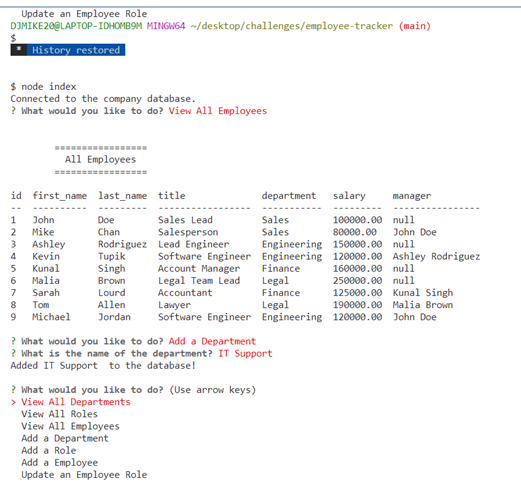 Update an Employee Role
DJMIKE20@LAPTOP-IDHOMB9M MINGW64 ~/desktop/challenges/employee-tracker (main)
$
* History restored
$ node index
Connected to the company database.
? What would you like to do? View All Employees
=================
All Employees
=================
id first_name last_name title department salary manager
-- ---------- --------- ----------------- ----------- --------- ---------------
1 John Doe Sales Lead Sales 100000.00 null
2 Mike Chan Salesperson Sales 80000.00 John Doe
3 Ashley Rodriguez Lead Engineer Engineering 150000.00 null
4 Kevin Tupik Software Engineer Engineering 120000.00 Ashley Rodriguez
5 Kunal Singh Account Manager Finance 160000.00 null
6 Malia Brown Legal Team Lead Legal 250000.00 null
7 Sarah Lourd Accountant Finance 125000.00 Kunal Singh
8 Tom Allen Lawyer Legal 190000.00 Malia Brown
9 Michael Jordan Software Engineer Engineering 120000.00 John Doe
? What would you like to do? Add a Department
? What is the name of the department? IT Support
Added IT Support  to the database!
? What would you like to do? (Use arrow keys)
> View All Departments
View All Roles
View All Employees
Add a Department
Add a Role
Add a Employee
Update an Employee Role